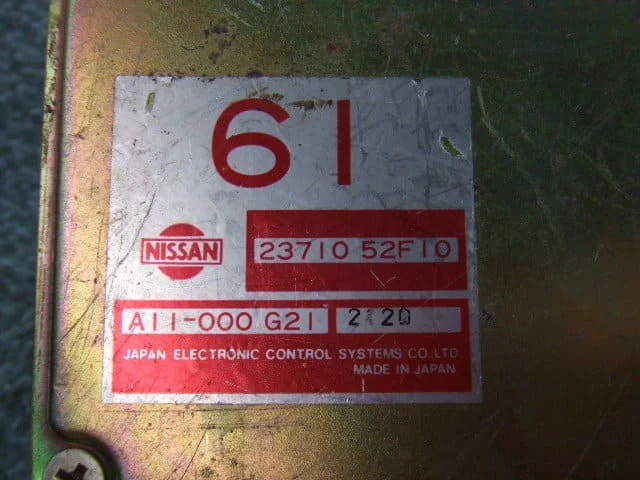 61
NISSAN
23710 52F10
A11-000 G21 2120
JAPAN ELECTRONIC CONTROL SYSTEMS CO.,LTD.
MADE IN JAPAN